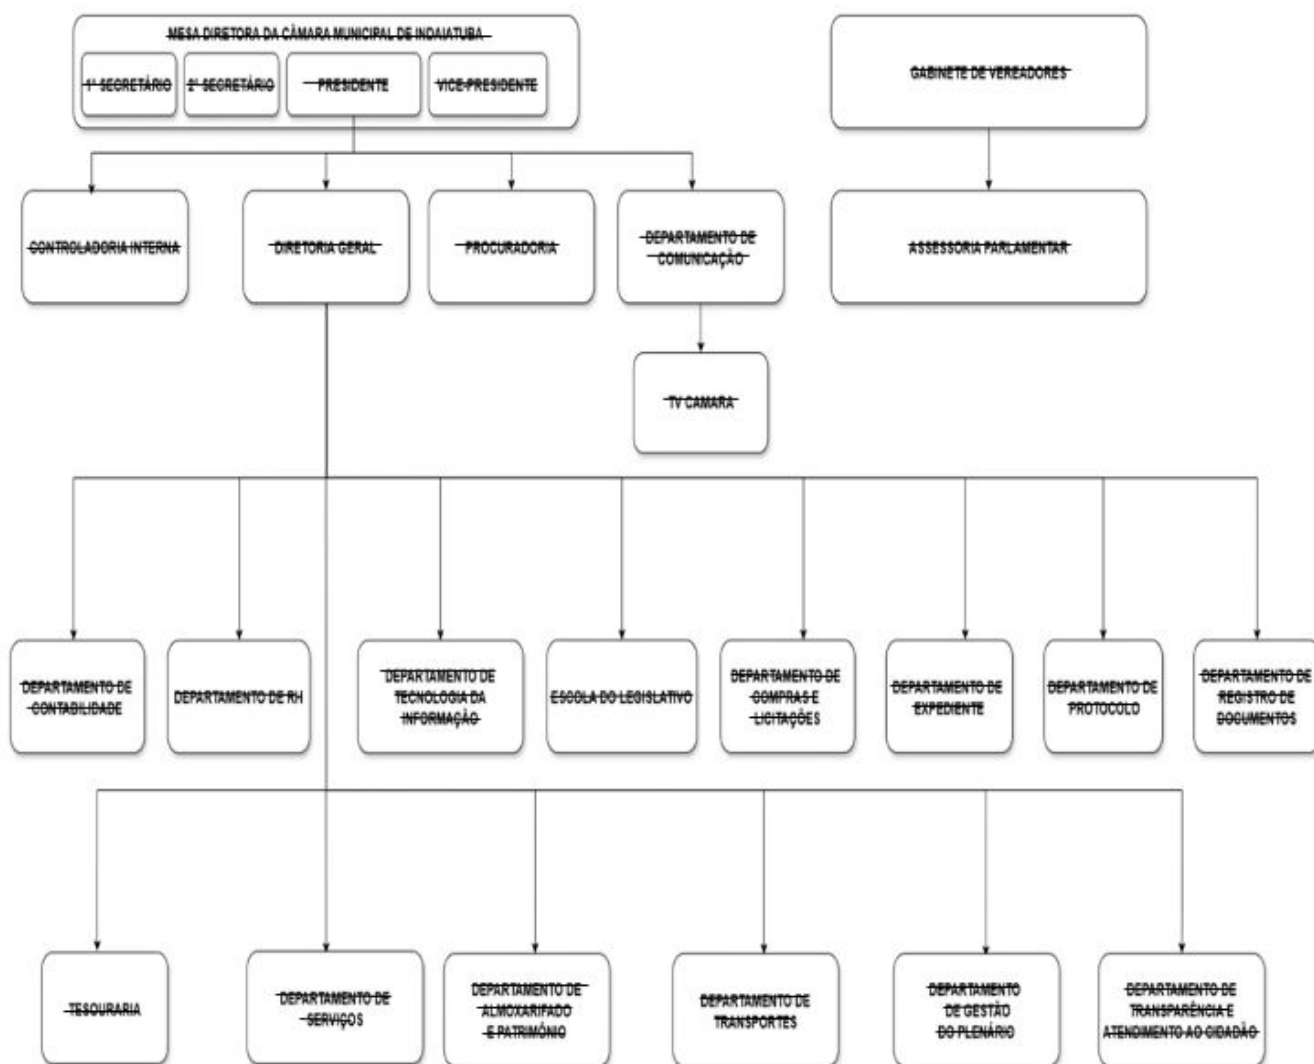 MESA DIRETORA DA CÂMARA MUNICIPAL DE INDAIATUBA
1º SECRETÁRIO
2º SECRETÁRIO
PRESIDENTE
VICE-PRESIDENTE
GABINETE DE VEREADORES
CONTROLADORIA INTERNA
DIRETORIA GERAL
PROCURADORIA
DEPARTAMENTO DE
COMUNICAÇÃO
ASSESSORIA PARLAMENTAR
TV CAMARA
DEPARTAMENTO DE
CONTABILIDADE
DEPARTAMENTO DE RH
DEPARTAMENTO DE
TECNOLOGIA DA
INFORMAÇÃO
ESCOLA DO LEGISLATIVO
DEPARTAMENTO DE
COMPRAS E
LICITAÇÕES
DEPARTAMENTO DE
EXPEDIENTE
DEPARTAMENTO DE
PROTOCOLO
DEPARTAMENTO DE
REGISTRO DE
DOCUMENTOS
TESOURARIA
DEPARTAMENTO DE
SERVIÇOS
DEPARTAMENTO DE
ALMOXARIFADO
E PATRIMÔNIO
DEPARTAMENTO DE
TRANSPORTES
DEPARTAMENTO
DE GESTÃO
DO PLENÁRIO
DEPARTAMENTO DE
TRANSPARÊNCIA E
ATENDIMENTO AO CIDADÃO